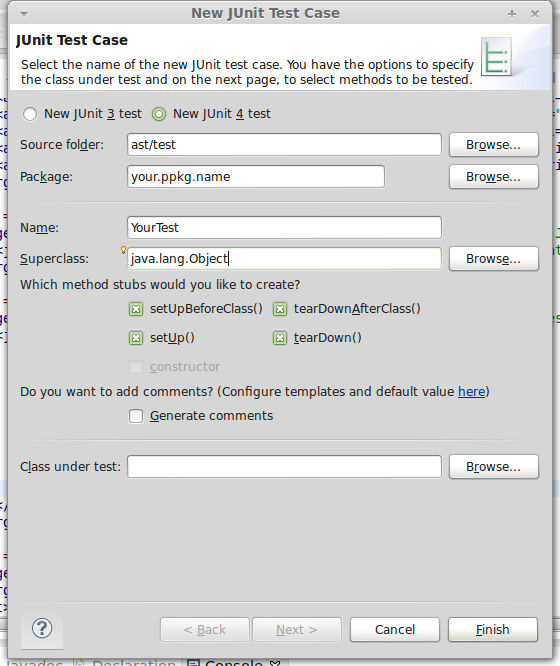 New JUnit Test Case
JUnit Test Case
Select the name of the new JUnit test case. You have the options to specify
the class under test and on the next page, to select methods to be tested.
New JUnit 3 test New JUnit 4 test
Source folder: ast/test Browse...
Package: your.ppkg.name Browse...
Name: YourTest
Superclass: java.lang.Object Browse...
Which method stubs would you like to create?
setUpBeforeClass() tearDownAfterClass()
setUp() tearDown()
constructor
Do you want to add comments? (Configure templates and default value here)
Generate comments
Class under test: Browse...
? < Back Next > Cancel Finish
Javadoc Declaration Console